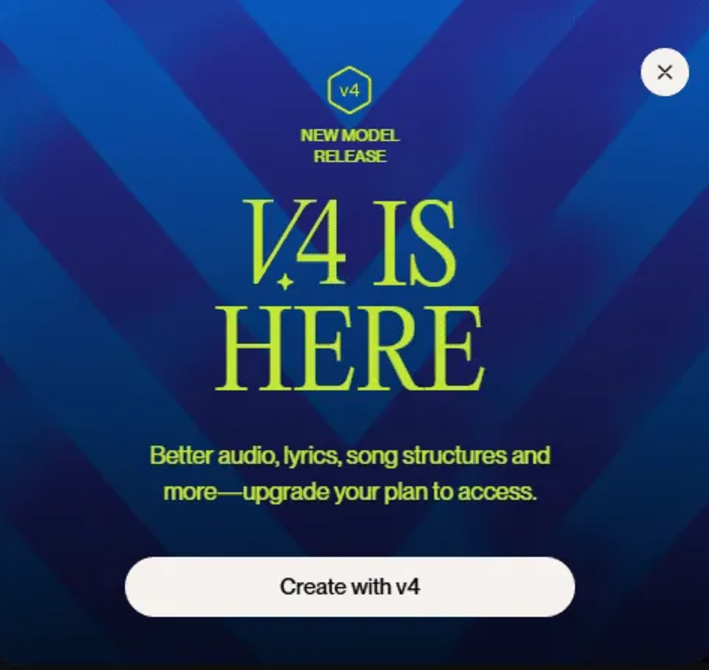 v4
NEW MODEL
RELEASE
V4 IS
HERE
Better audio, lyrics, song structures and
more—upgrade your plan to access.
Create with v4